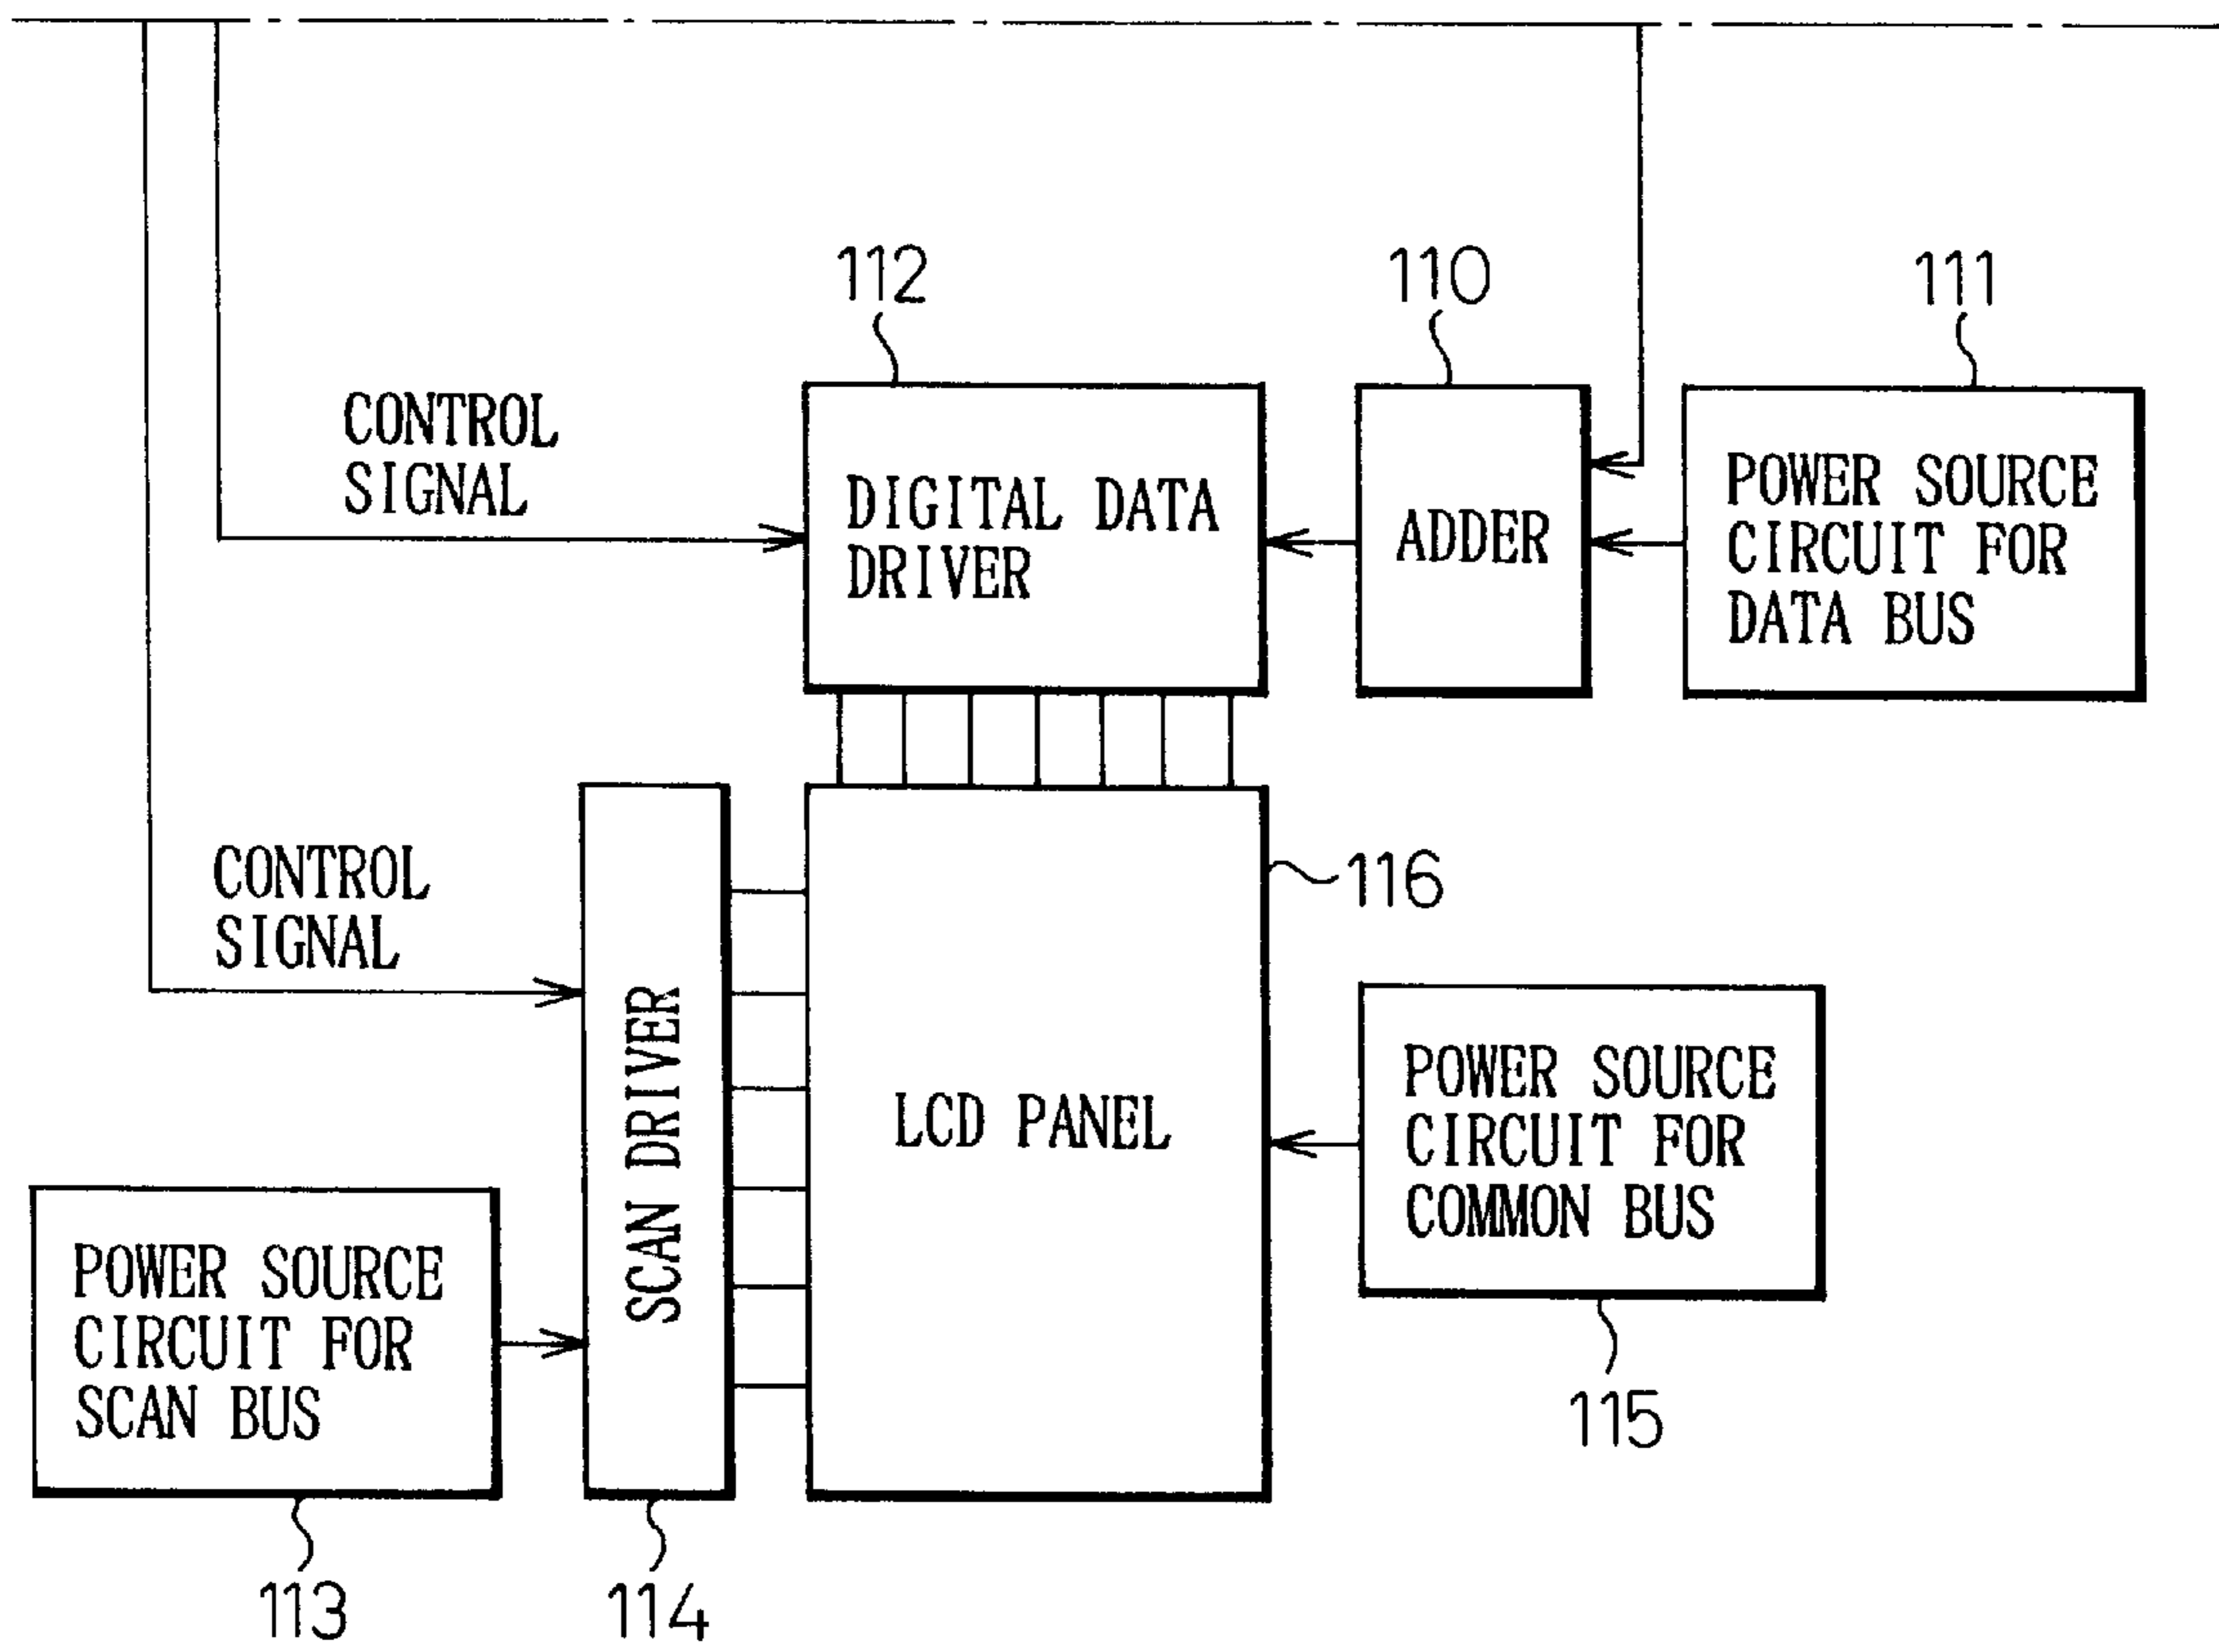 112
110
111
CONTROL
SIGNAL
DIGITAL DATA
DRIVER
ADDER
POWER SOURCE
CIRCUIT FOR
DATA BUS
CONTROL
SIGNAL
116
SCAN DRIVER
LCD PANEL
POWER SOURCE
CIRCUIT FOR
COMMON BUS
115
POWER SOURCE
CIRCUIT FOR
SCAN BUS
113
114